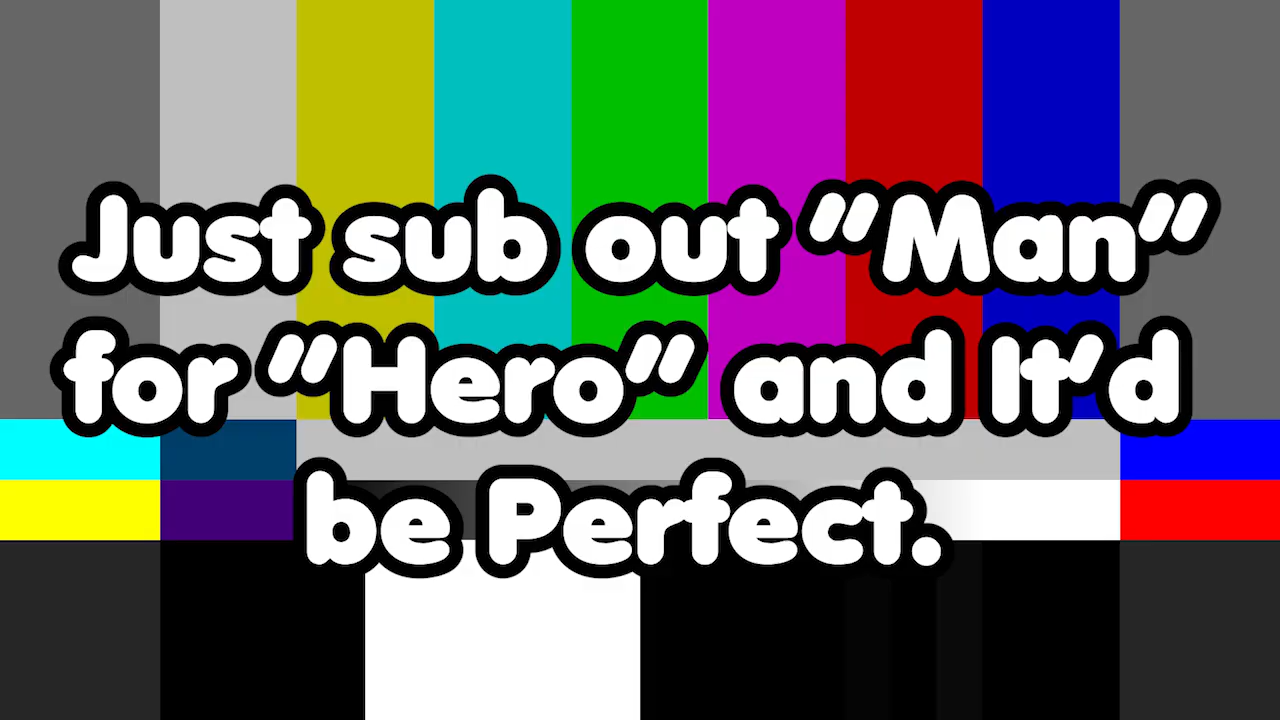 Just sub out "Man"
for "Hero" and It'd
be Perfect.